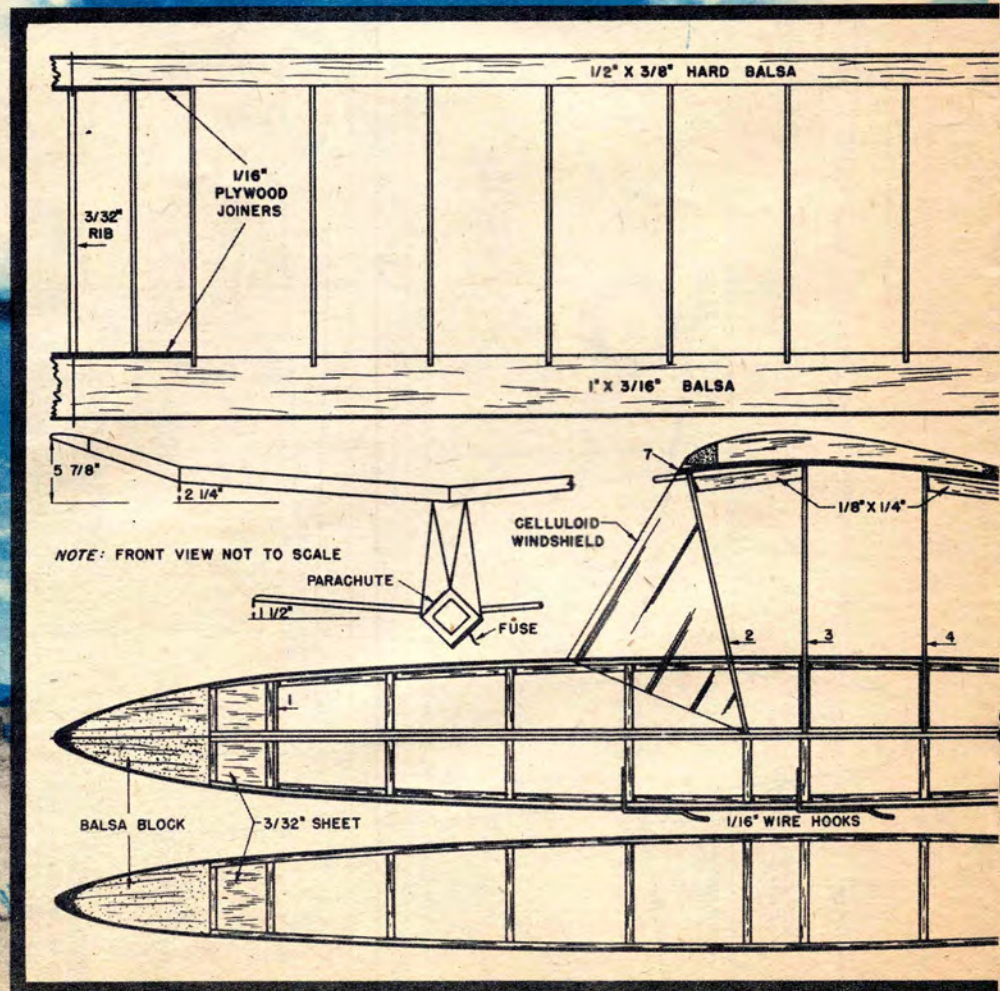 1/2" X 3/8" HARD BALSA
1/16"
PLYWOOD
JOINERS
3/32"
RIB
1" X 3/16" BALSA
5 7/8"
2 1/4"
7
1/8" X 1/4"
CELLULOID
WINDSHIELD
NOTE: FRONT VIEW NOT TO SCALE
PARACHUTE
1 1/2"
FUSE
2
3
4
1
BALSA BLOCK
3/32" SHEET
1/16" WIRE HOOKS